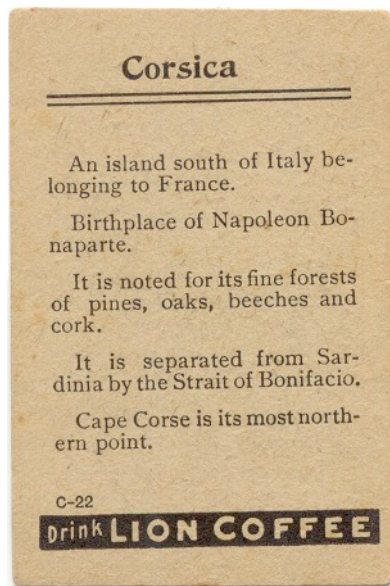 Corsica
An island south of Italy be-
longing to France.
Birthplace of Napoleon Bo-
naparte.
It is noted for its fine forests
of pines, oaks, beeches and
cork.
It is separated from Sar-
dinia by the Strait of Bonifacio.
Cape Corse is its most north-
ern point.
C-22
Drink LION COFFEE